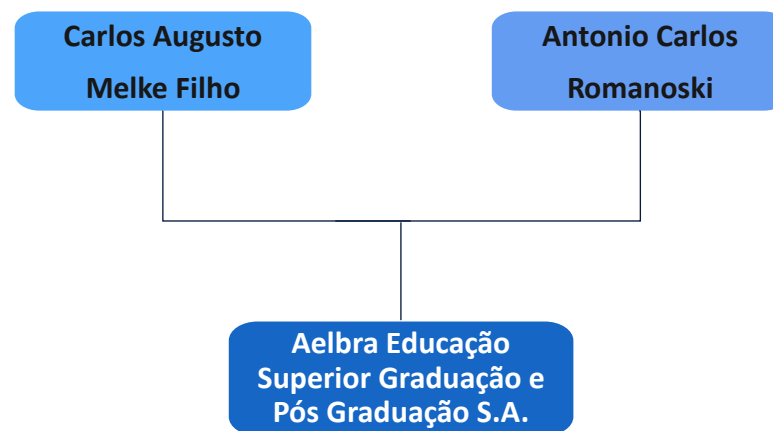 Carlos Augusto
Melke Filho
Antonio Carlos
Romanoski
Aelbra Educação
Superior Graduação e
Pós Graduação S.A.